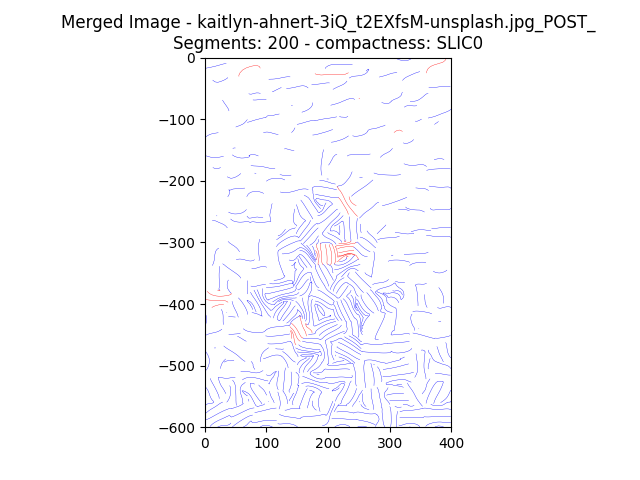 Merged Image - kaitlyn-ahnert-3iQ_t2EXfsM-unsplash.jpg_POST_
Segments: 200 - compactness: SLIC0
0
−100
−200
−300
−400
−500
−600
0 100 200 300 400